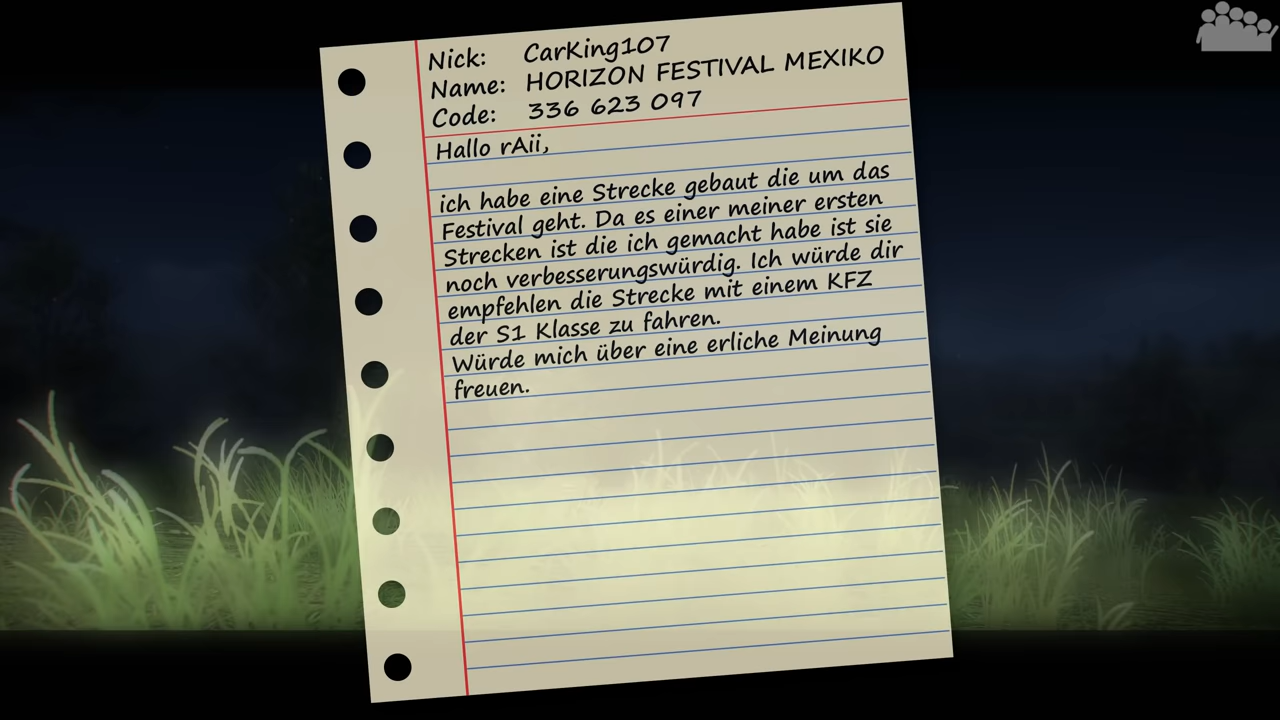 Nick: CarKing107
Name: HORIZON FESTIVAL MEXIKO
Code: 336 623 097
Hallo rAii,
ich habe eine Strecke gebaut die um das
Festival geht. Da es einer meiner ersten
Strecken ist die ich gemacht habe ist sie
noch verbesserungswürdig. Ich würde dir
empfehlen die Strecke mit einem KFZ
der S1 Klasse zu fahren.
Würde mich über eine erliche Meinung
freuen.